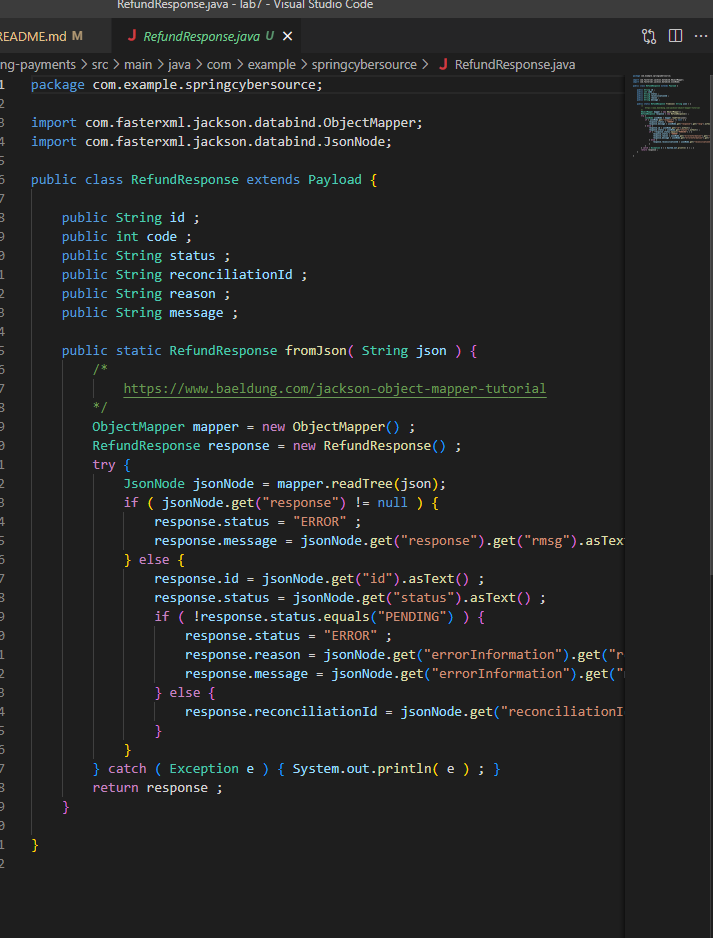 RefundResponse.java - lab7 - Visual Studio Code
README.md M
J RefundResponse.java U
ng-payments > src > main > java > com > example > springcybersource > J RefundResponse.java
1 package com.example.springcybersource;
2
3 import com.fasterxml.jackson.databind.ObjectMapper;
4 import com.fasterxml.jackson.databind.JsonNode;
5
6 public class RefundResponse extends Payload {
7
8 public String id ;
9 public int code ;
0 public String status ;
1 public String reconciliationId ;
2 public String reason ;
3 public String message ;
4
5 public static RefundResponse fromJson( String json ) {
6 /*
7 https://www.baeldung.com/jackson-object-mapper-tutorial
8 */
9 ObjectMapper mapper = new ObjectMapper() ;
0 RefundResponse response = new RefundResponse() ;
1 try {
2 JsonNode jsonNode = mapper.readTree(json);
3 if ( jsonNode.get("response") != null ) {
4 response.status = "ERROR" ;
5 response.message = jsonNode.get("response").get("rmsg").asTex
6 } else {
7 response.id = jsonNode.get("id").asText() ;
8 response.status = jsonNode.get("status").asText() ;
9 if ( !response.status.equals("PENDING") ) {
0 response.status = "ERROR" ;
1 response.reason = jsonNode.get("errorInformation").get("r
2 response.message = jsonNode.get("errorInformation").get("
3 } else {
4 response.reconciliationId = jsonNode.get("reconciliationI
5 }
6 }
7 } catch ( Exception e ) { System.out.println( e ) ; }
8 return response ;
9 }
0
1 }
2